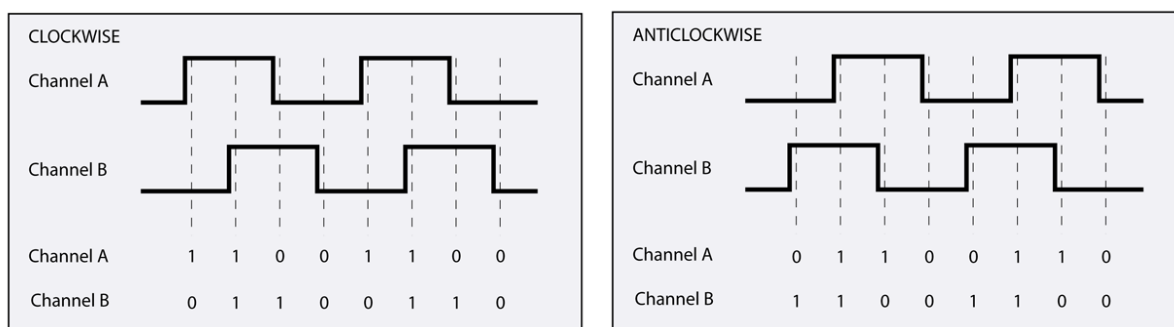 CLOCKWISE
Channel A
Channel B
Channel A 1 1 0 0 1 1 0 0
Channel B 0 1 1 0 0 1 1 0
ANTICLOCKWISE
Channel A
Channel B
Channel A 0 1 1 0 0 1 1 0
Channel B 1 1 0 0 1 1 0 0